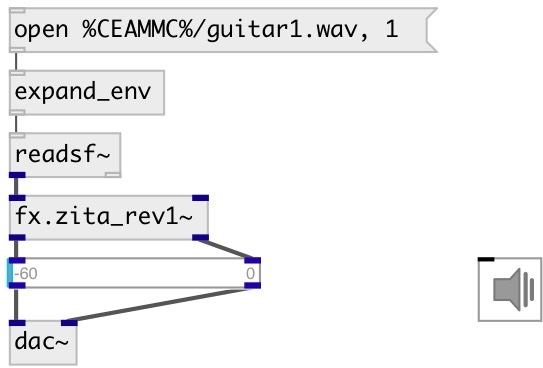 open %CEAMMC%/guitar1.wav, 1
expand_env
readsf~
fx.zita_rev1~
-60 0
dac~